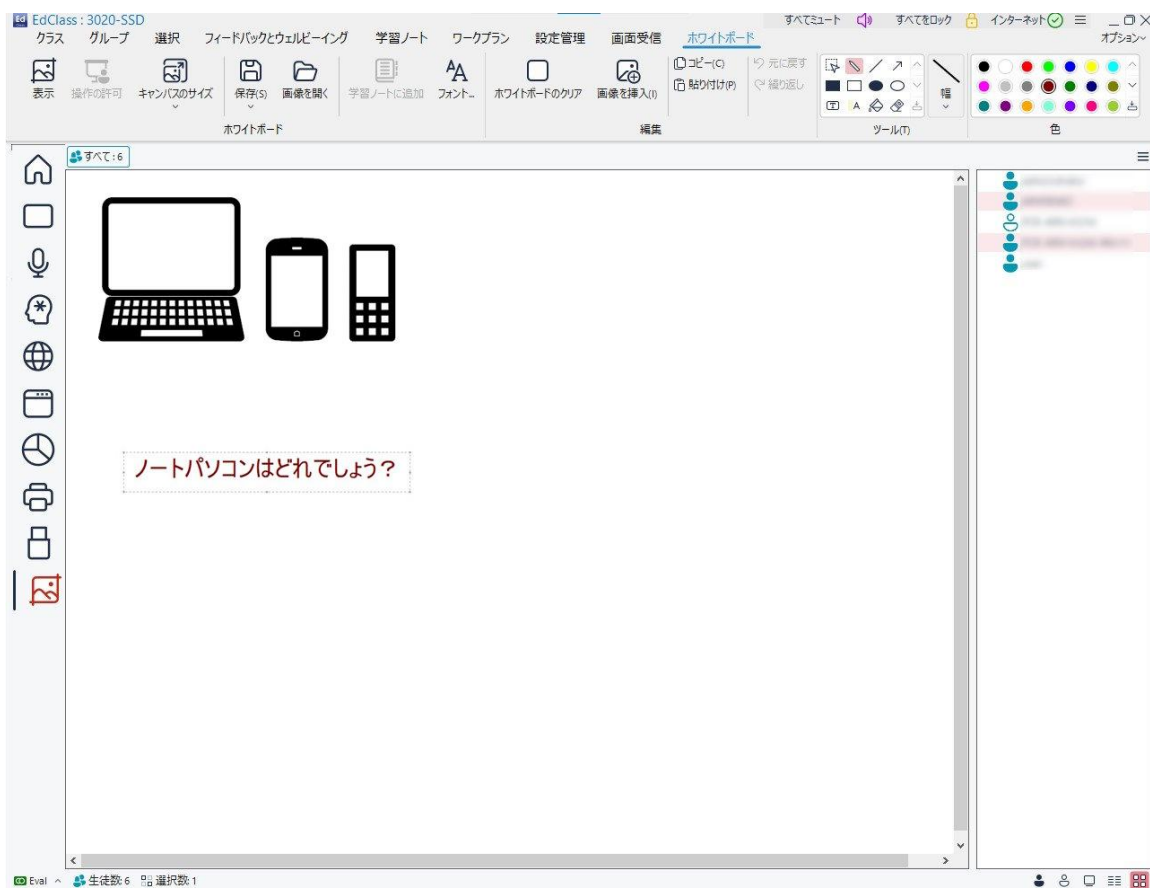 EdClass : 3020-SSD
すべてミュート すべてをロック インターネット
クラス グループ 選択 フィードバックとウェルビーイング 学習ノート ワークプラン 設定管理 画面受信 ホワイトボード オプション
コピー(C) 元に戻す
貼り付け(P) 繰り返し
表示 操作の許可 キャンバスのサイズ 保存(S) 画像を開く 学習ノートに追加 フォント... ホワイトボードのクリア 画像を挿入(I) 幅
ホワイトボード 編集 ツール(T) 色
すべて:6
ノートパソコンはどれでしょう？
Eval 生徒数:6 選択数:1